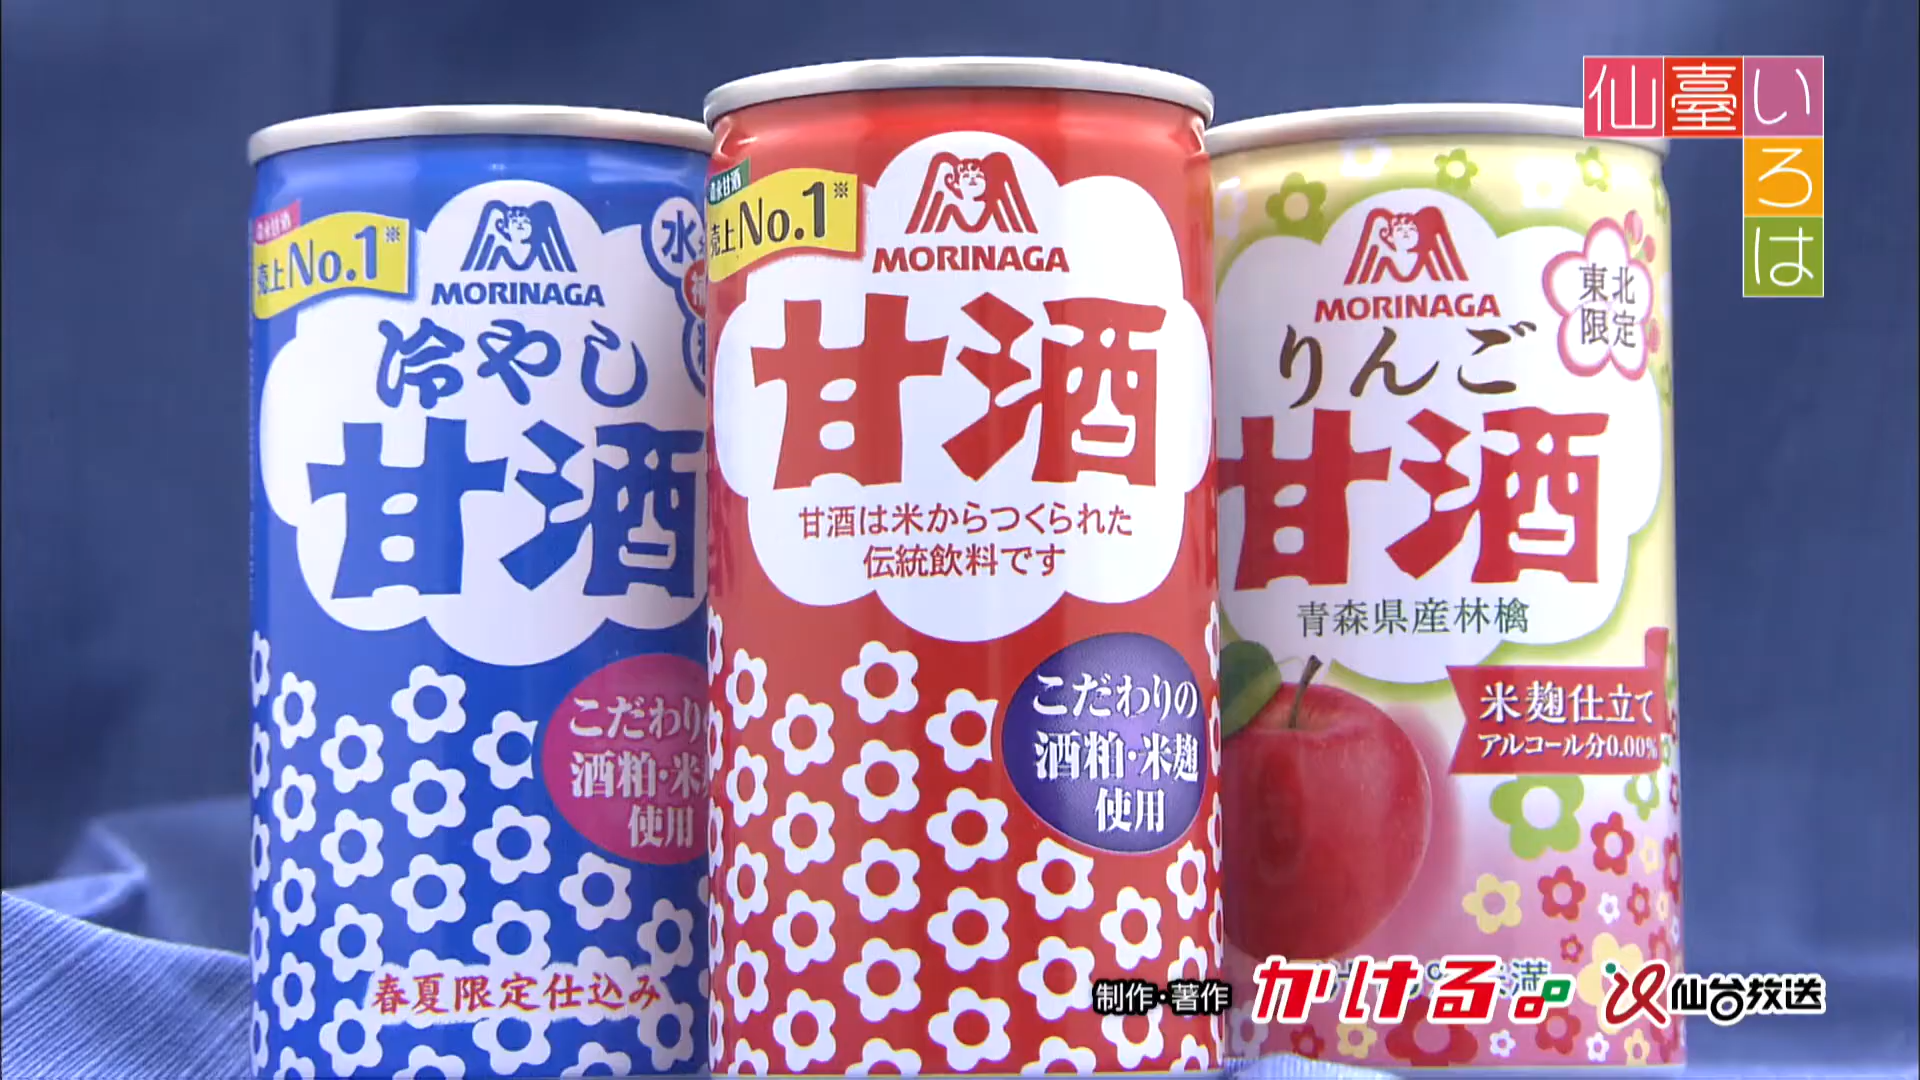 仙臺いろは
清水甘酒
売上No.1※
MORINAGA
冷やし
甘酒
こだわり
酒粕・米
使用
春夏限定仕込み
水
売上No.1※
MORINAGA
甘酒
甘酒は米からつくられた
伝統飲料です
こだわりの
酒粕・米麹
使用
MORINAGA
東北
限定
りんご
甘酒
青森県産林檎
米麹仕立て
アルコール分0.00%
制作・著作
かける。
仙台放送